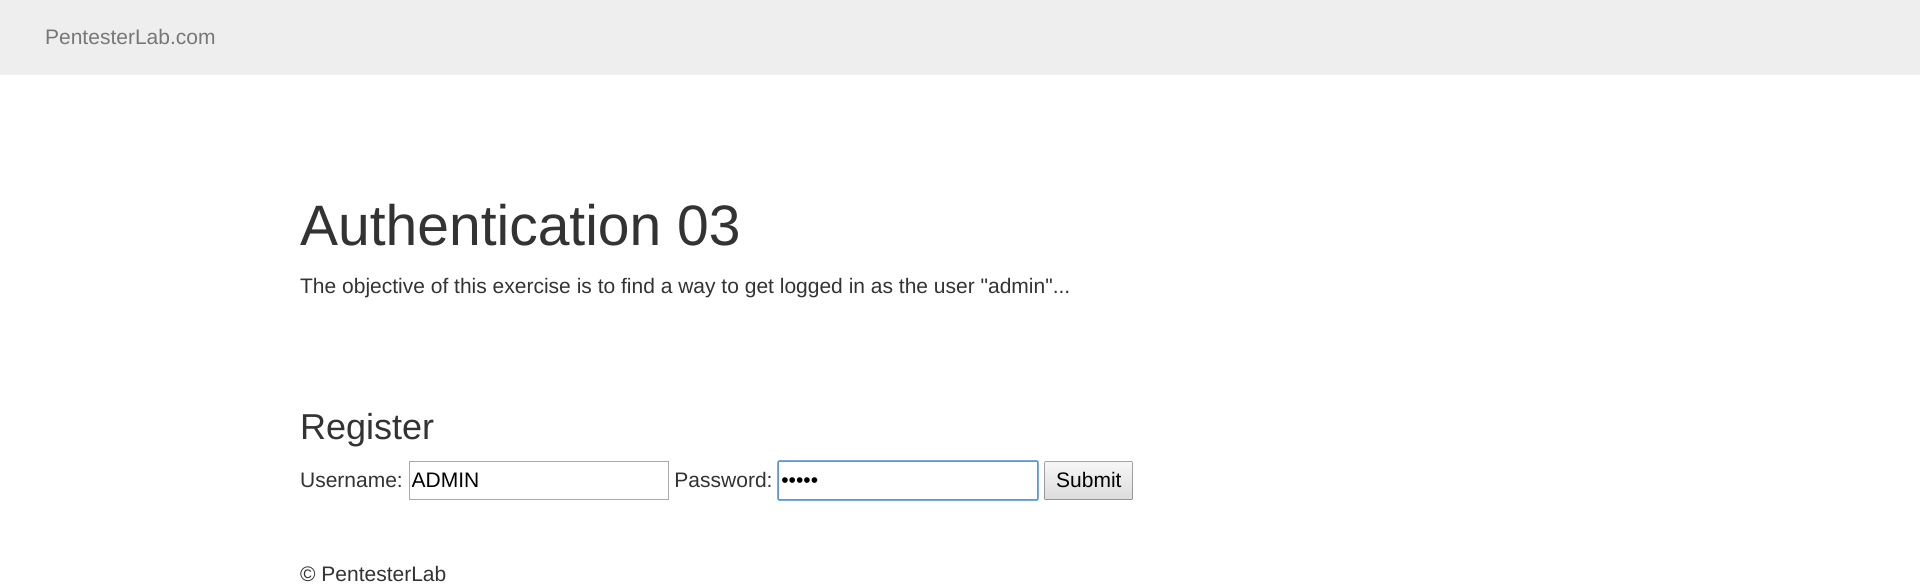 PentesterLab.com
Authentication 03
The objective of this exercise is to find a way to get logged in as the user "admin"...
Register
Username: ADMIN Password: ••••• Submit
© PentesterLab